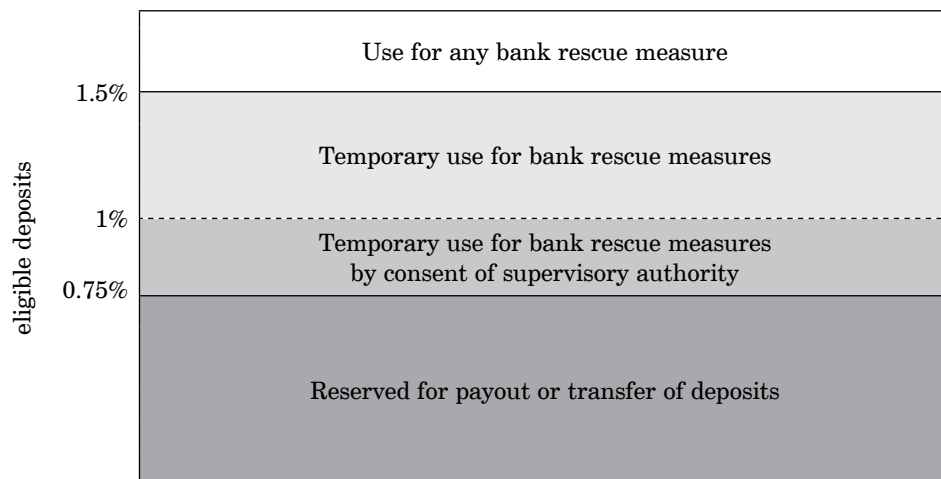 Use for any bank rescue measure
1.5%
Temporary use for bank rescue measures
1%
Temporary use for bank rescue measures
by consent of supervisory authority
0.75%
Reserved for payout or transfer of deposits
eligible deposits